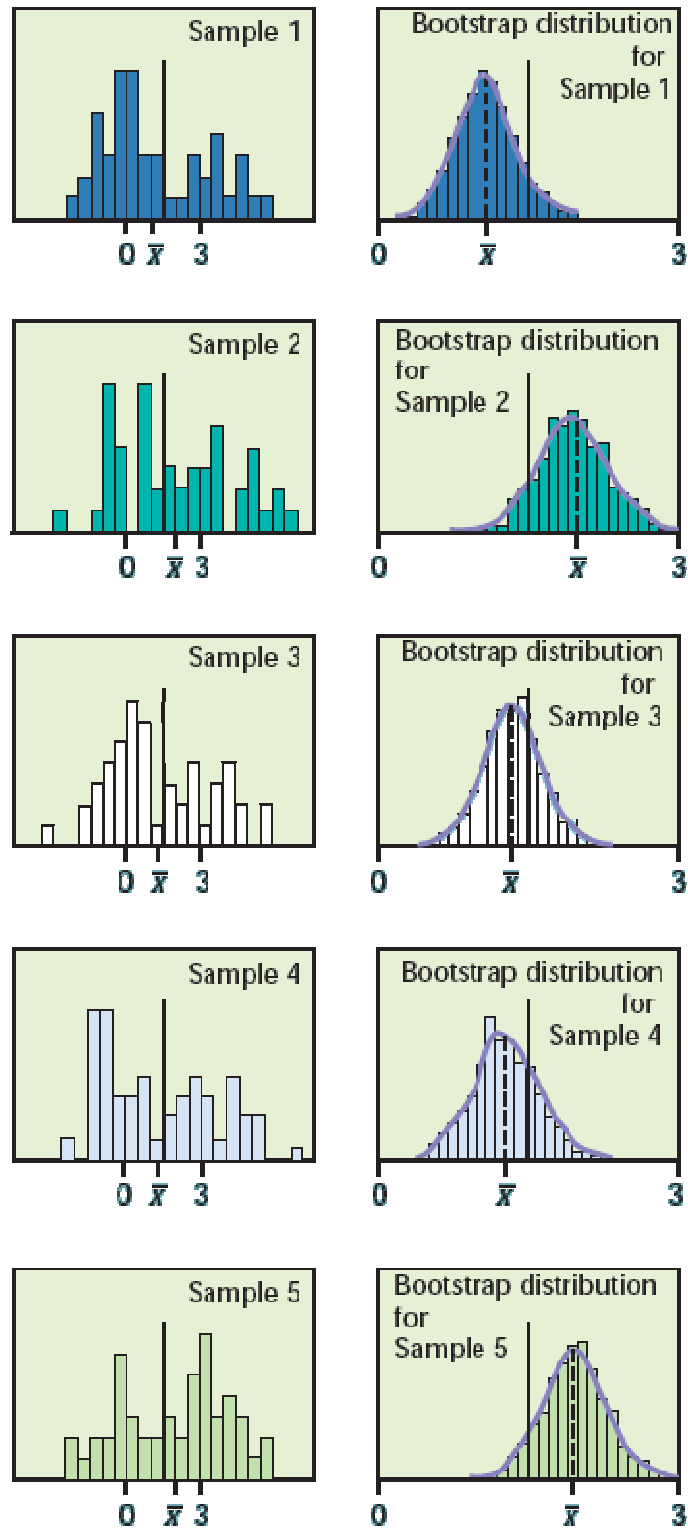 Sample 1
0 x̄ 3
Bootstrap distribution
for
Sample 1
0 x̄ 3
Sample 2
0 x̄ 3
Bootstrap distribution
for
Sample 2
0 x̄ 3
Sample 3
0 x̄ 3
Bootstrap distribution
for
Sample 3
0 x̄ 3
Sample 4
0 x̄ 3
Bootstrap distribution
for
Sample 4
0 x̄ 3
Sample 5
0 x̄ 3
Bootstrap distribution
for
Sample 5
0 x̄ 3